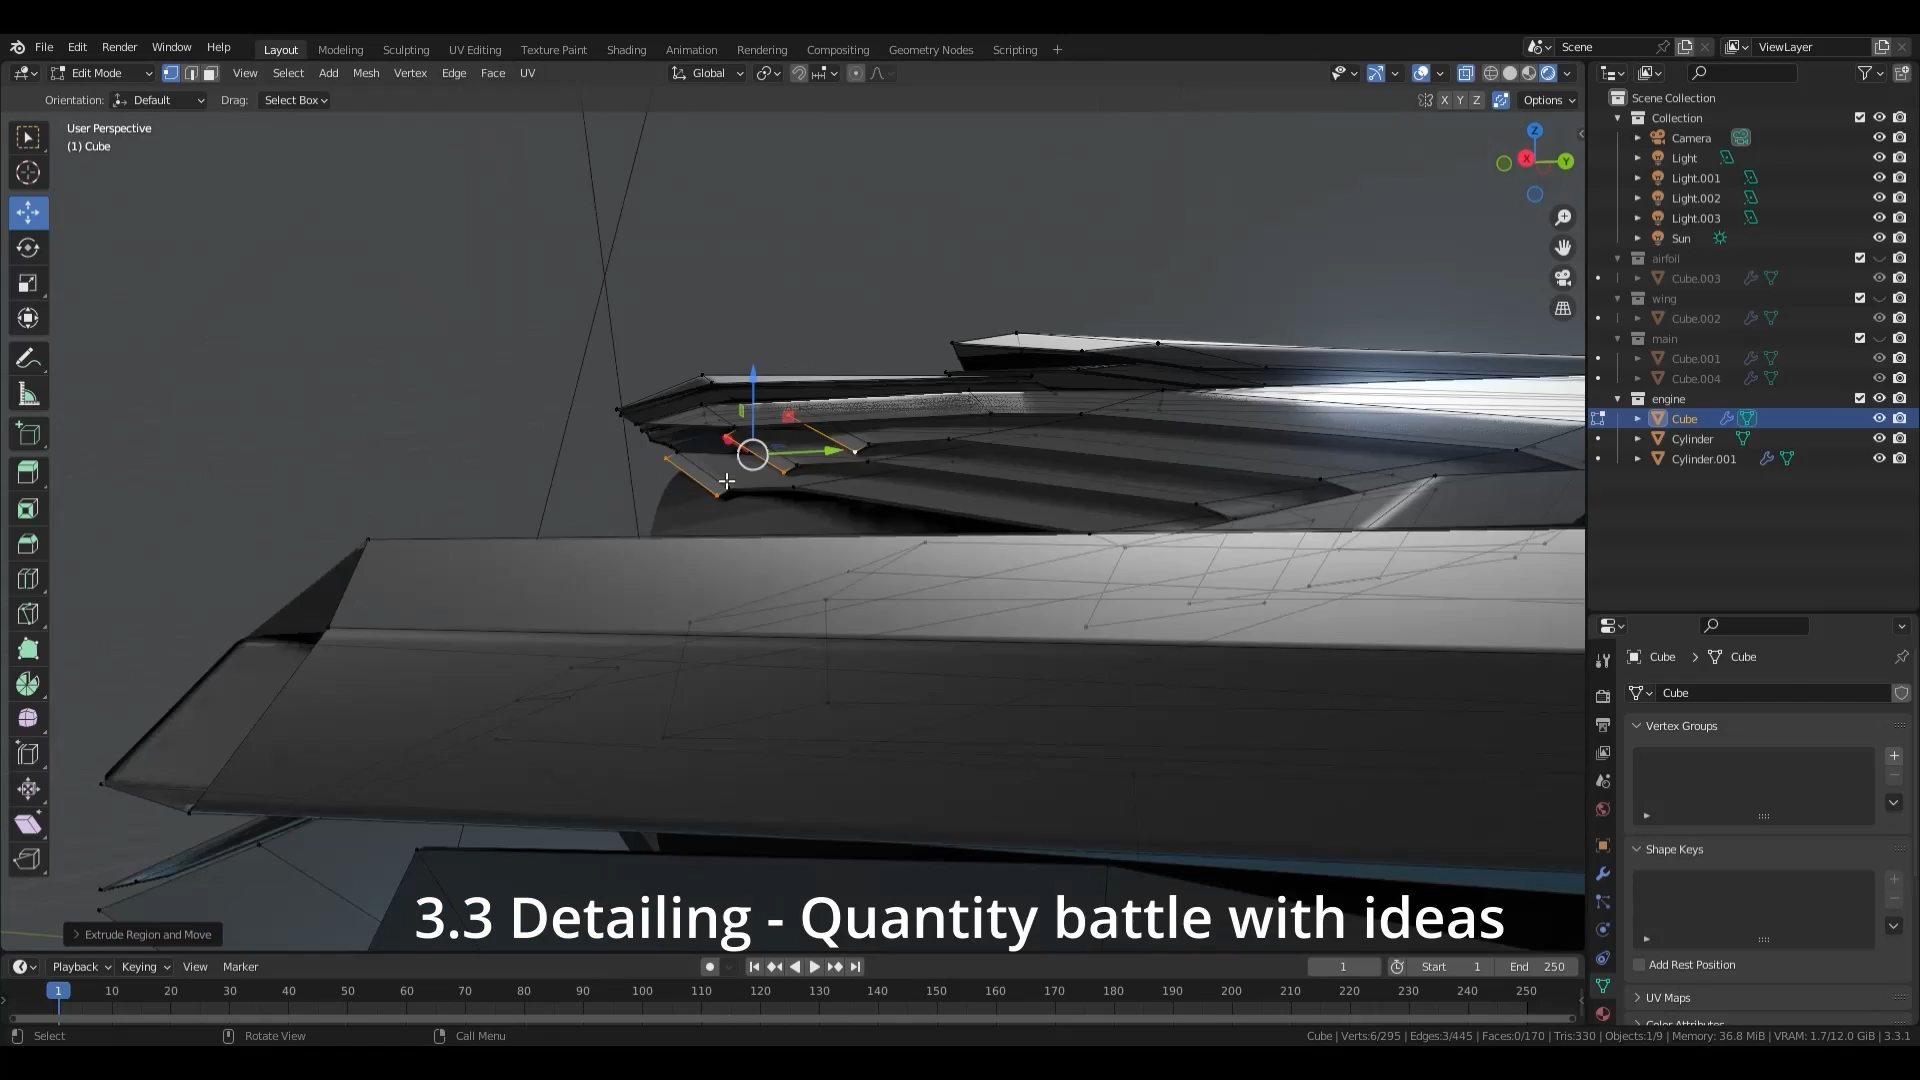 File Edit Render Window Help Layout Modeling Sculpting UV Editing Texture Paint Shading Animation Rendering Compositing Geometry Nodes Scripting + Scene ViewLayer
Edit Mode View Select Add Mesh Vertex Edge Face UV Global
Orientation: Default Drag: Select Box X Y Z Options
User Perspective
(1) Cube
Z
X
Y
Scene Collection
Collection
Camera
Light
Light.001
Light.002
Light.003
Sun
airfoil
Cube.003
wing
Cube.002
main
Cube.001
Cube.004
engine
Cube
Cylinder
Cylinder.001
Cube > Cube
Cube
Vertex Groups
Shape Keys
Add Rest Position
UV Maps
3.3 Detailing - Quantity battle with ideas
Extrude Region and Move
Playback Keying View Marker 1 Start 1 End 250
1 10 20 30 40 50 60 70 80 90 100 110 120 130 140 150 160 170 180 190 200 210 220 230 240 250
Select Rotate View Call Menu Cube | Verts:6/295 | Edges:3/445 | Faces:0/170 | Tris:330 | Objects:1/9 | Memory: 36.8 MiB | VRAM: 1.7/12.0 GiB | 3.3.1